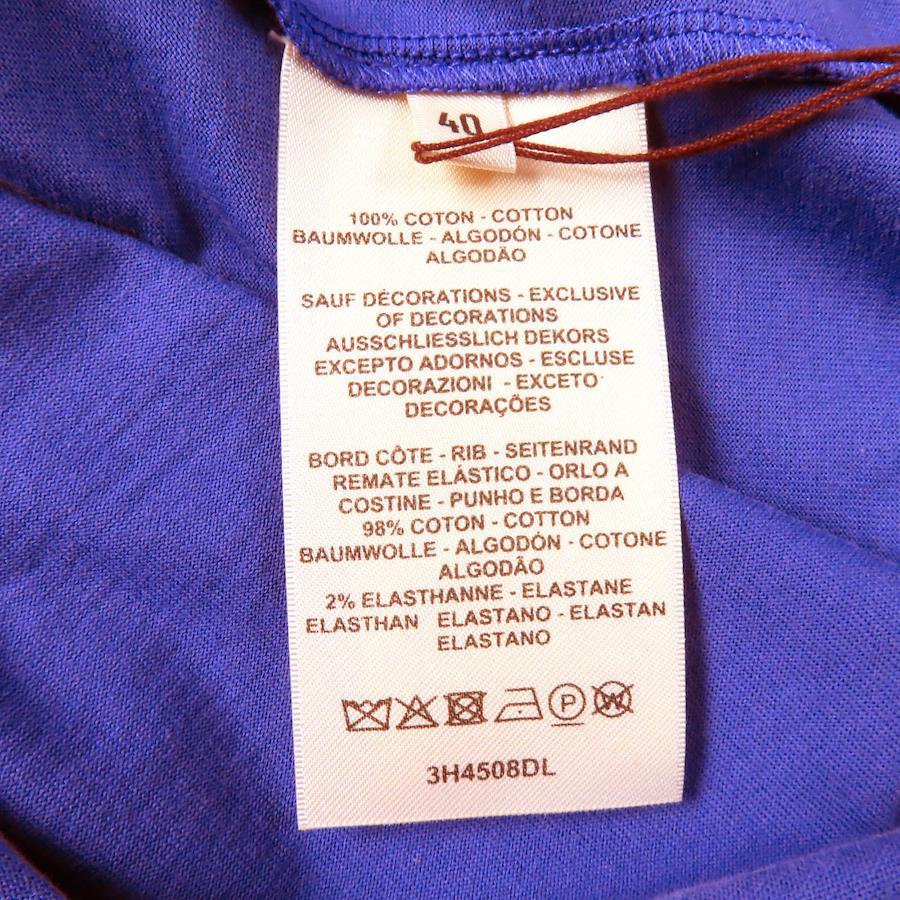 40
100% COTON - COTTON
BAUMWOLLE - ALGODÓN - COTONE
ALGODÃO
SAUF DÉCORATIONS - EXCLUSIVE
OF DECORATIONS
AUSSCHLIESSLICH DEKORS
EXCEPTO ADORNOS - ESCLUSE
DECORAZIONI - EXCETO
DECORAÇÕES
BORD CÔTE - RIB - SEITENRAND
REMATE ELÁSTICO - ORLO A
COSTINE - PUNHO E BORDA
98% COTON - COTTON
BAUMWOLLE - ALGODÓN - COTONE
ALGODÃO
2% ELASTHANNE - ELASTANE
ELASTHAN ELASTANO - ELASTAN
ELASTANO
P W
3H4508DL